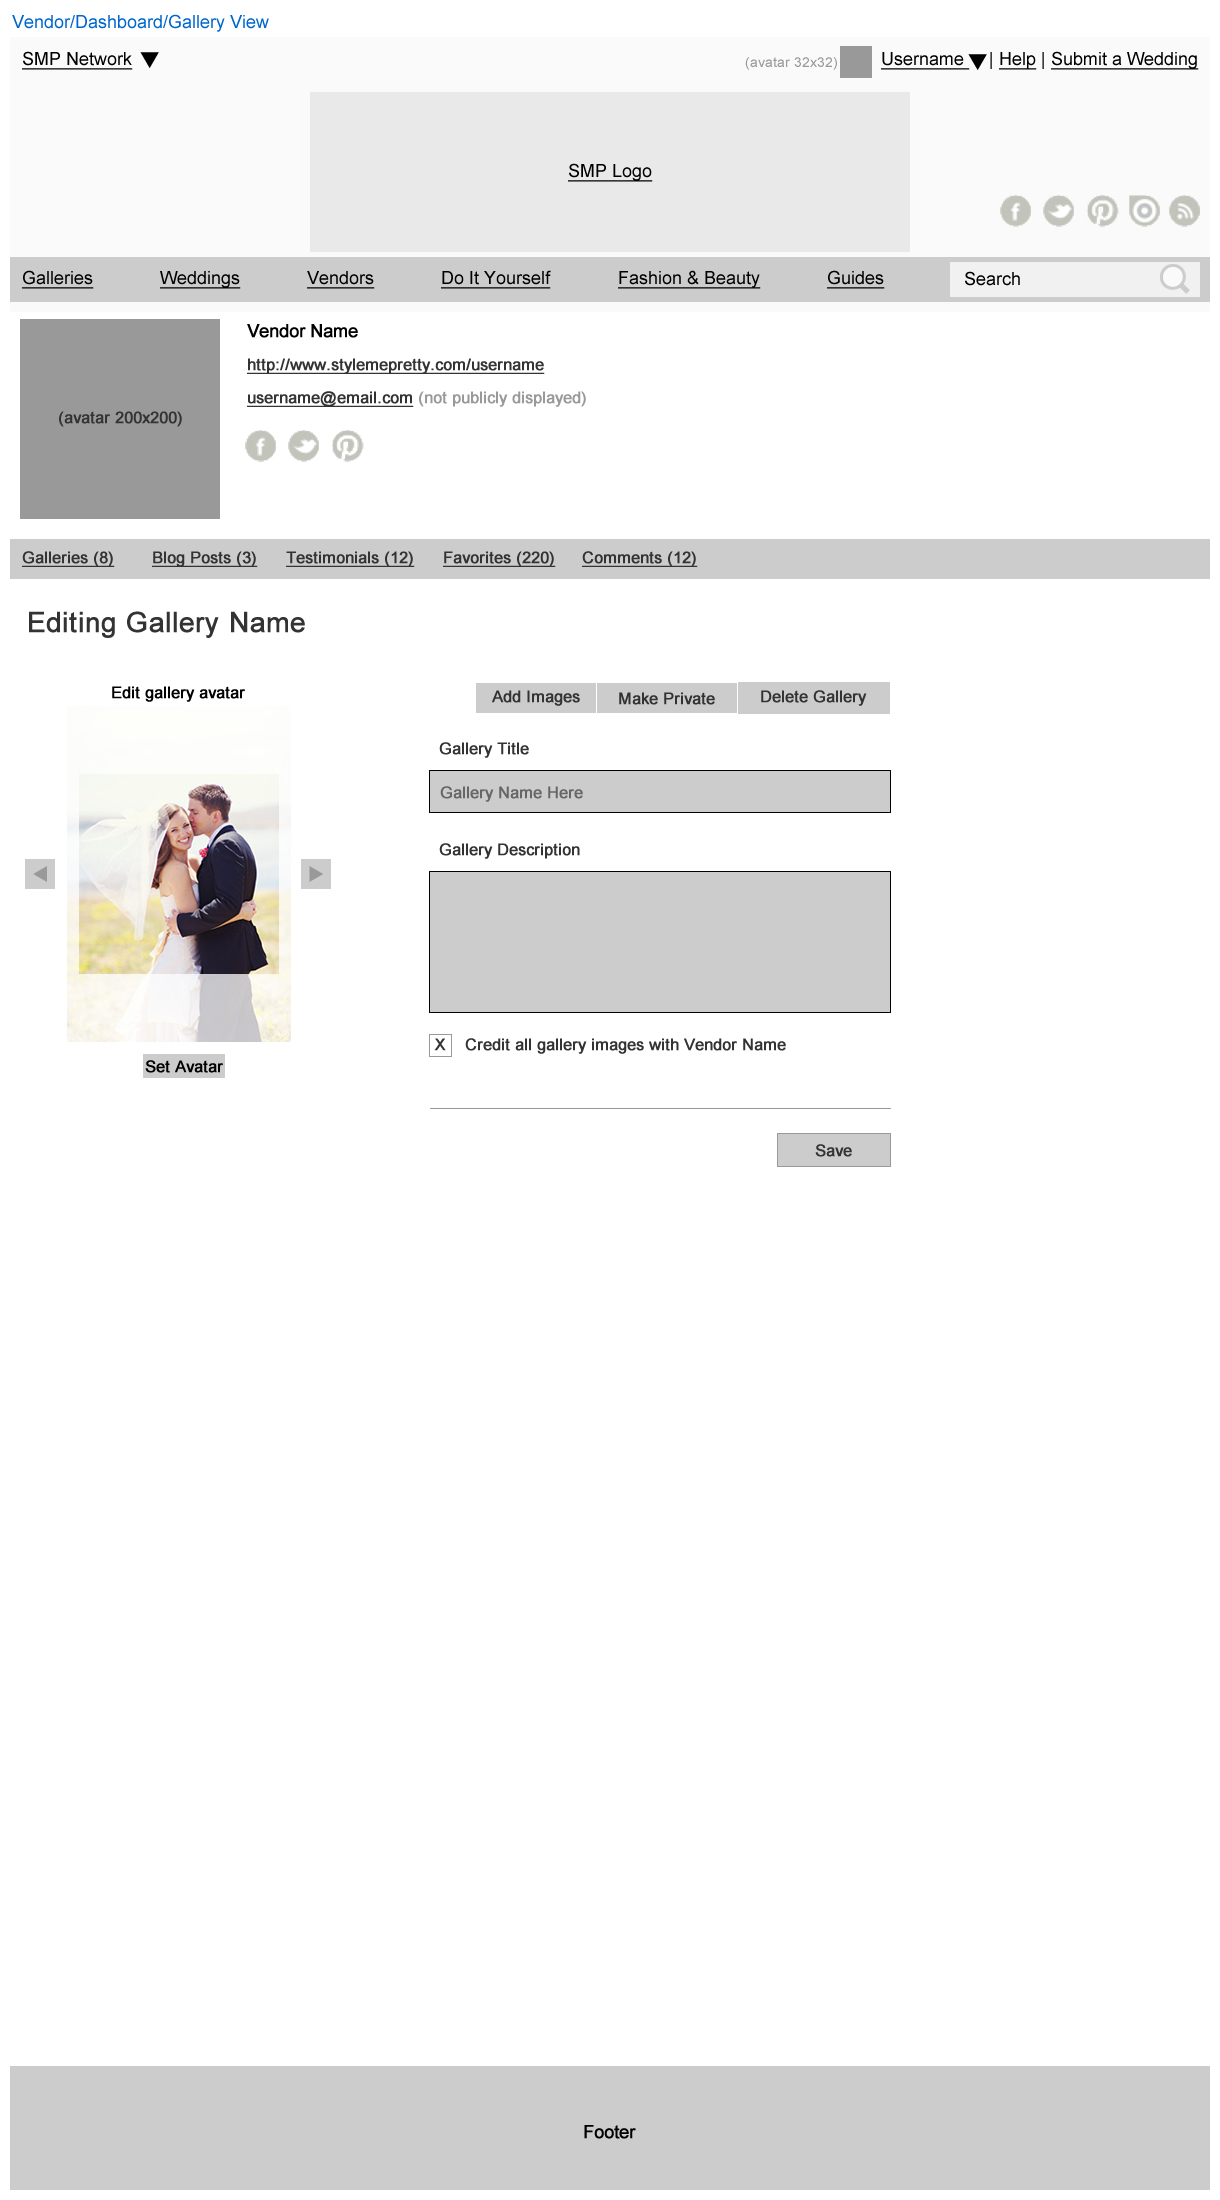 Vendor/Dashboard/Gallery View
SMP Network
(avatar 32x32) Username | Help | Submit a Wedding
SMP Logo
Galleries Weddings Vendors Do It Yourself Fashion & Beauty Guides Search
Vendor Name
http://www.stylemepretty.com/username
username@email.com (not publicly displayed)
(avatar 200x200)
Galleries (8) Blog Posts (3) Testimonials (12) Favorites (220) Comments (12)
Editing Gallery Name
Edit gallery avatar
Set Avatar
Add Images Make Private Delete Gallery
Gallery Title
Gallery Name Here
Gallery Description
X Credit all gallery images with Vendor Name
Save
Footer